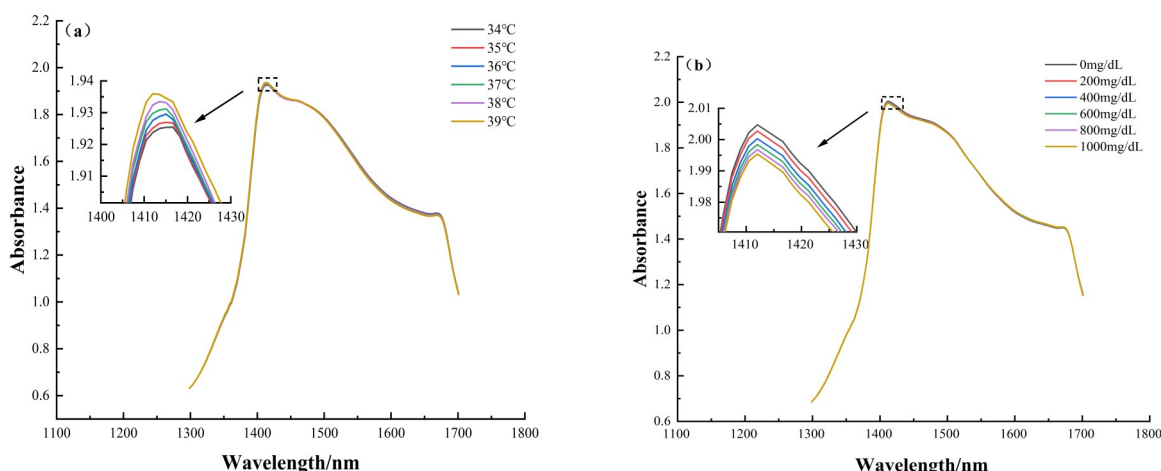 (a)
34℃
35℃
36℃
37℃
38℃
39℃
2.2
2.0
1.8
1.6
1.4
1.2
1.0
0.8
0.6
1.94
1.93
1.92
1.91
1400 1410 1420 1430
Absorbance
1100 1200 1300 1400 1500 1600 1700 1800
Wavelength/nm
(b)
0mg/dL
200mg/dL
400mg/dL
600mg/dL
800mg/dL
1000mg/dL
2.2
2.0
1.8
1.6
1.4
1.2
1.0
0.8
0.6
2.01
2.00
1.99
1.98
1410 1420 1430
Absorbance
1100 1200 1300 1400 1500 1600 1700 1800
Wavelength/nm